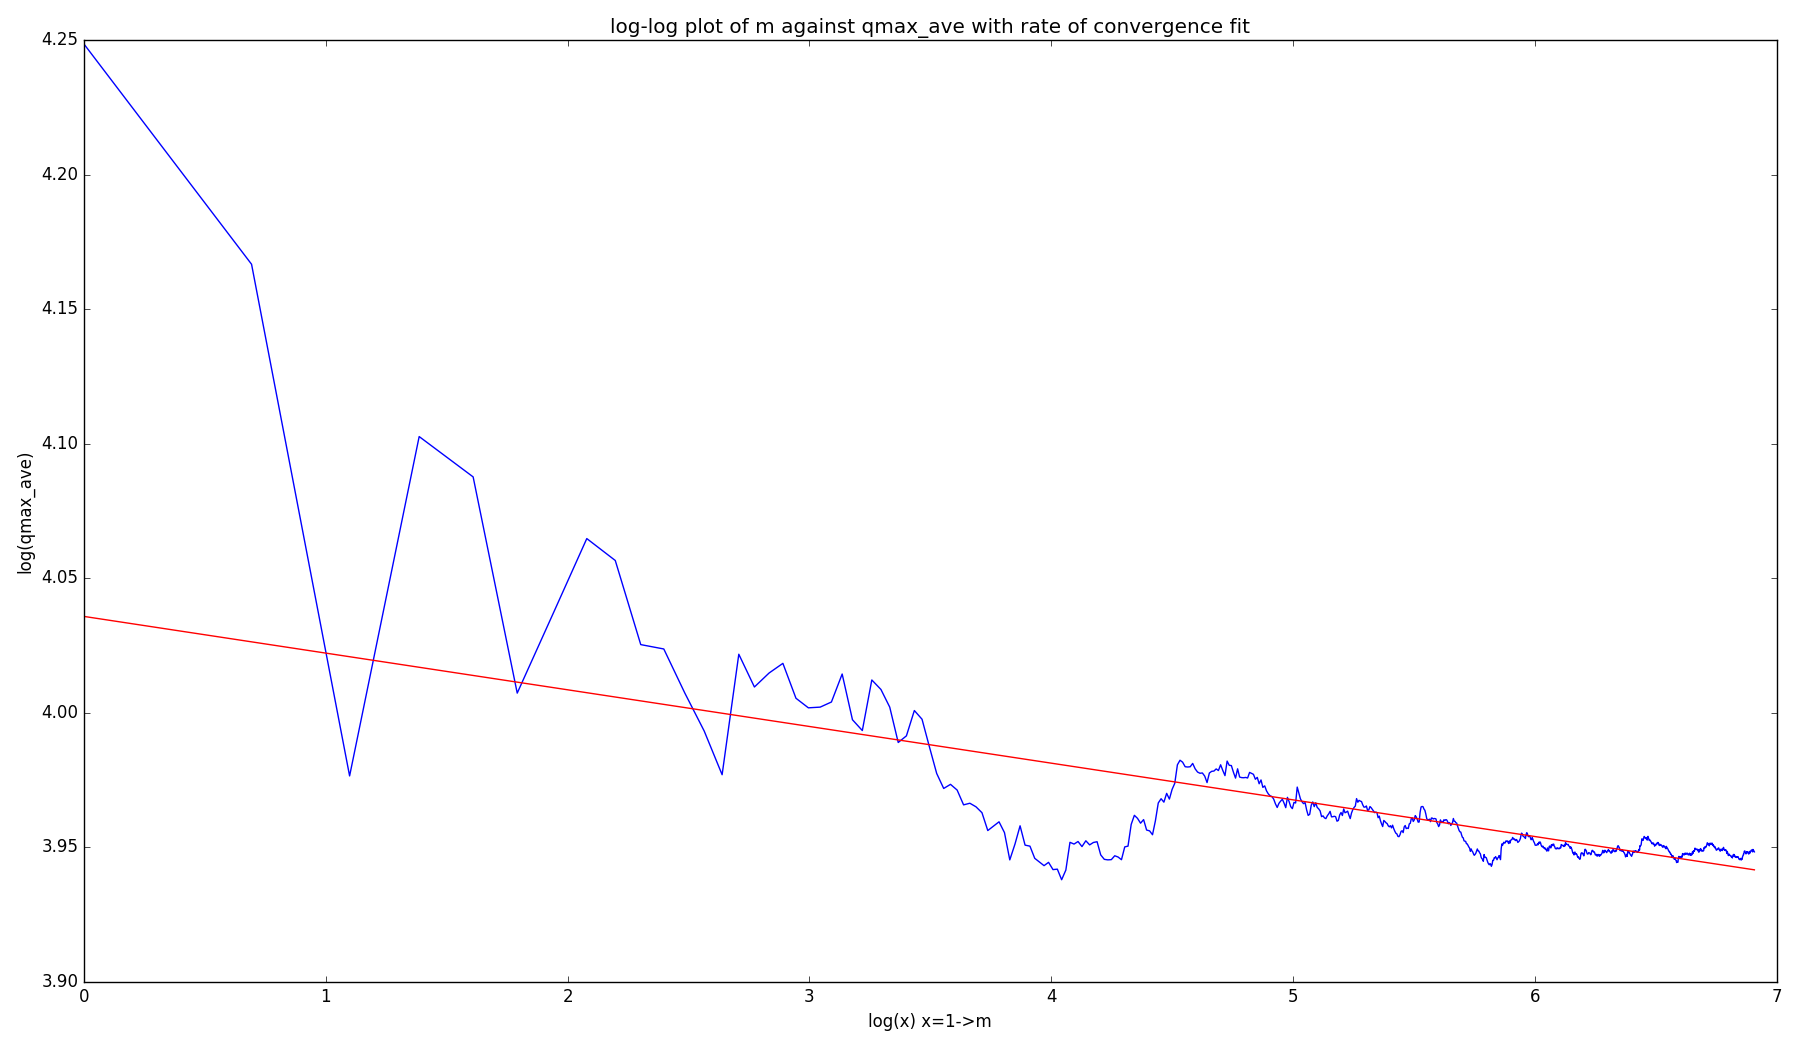 log-log plot of m against qmax_ave with rate of convergence fit
4.25
4.20
4.15
4.10
4.05
4.00
3.95
3.90
log(qmax_ave)
0 1 2 3 4 5 6 7
log(x) x=1->m